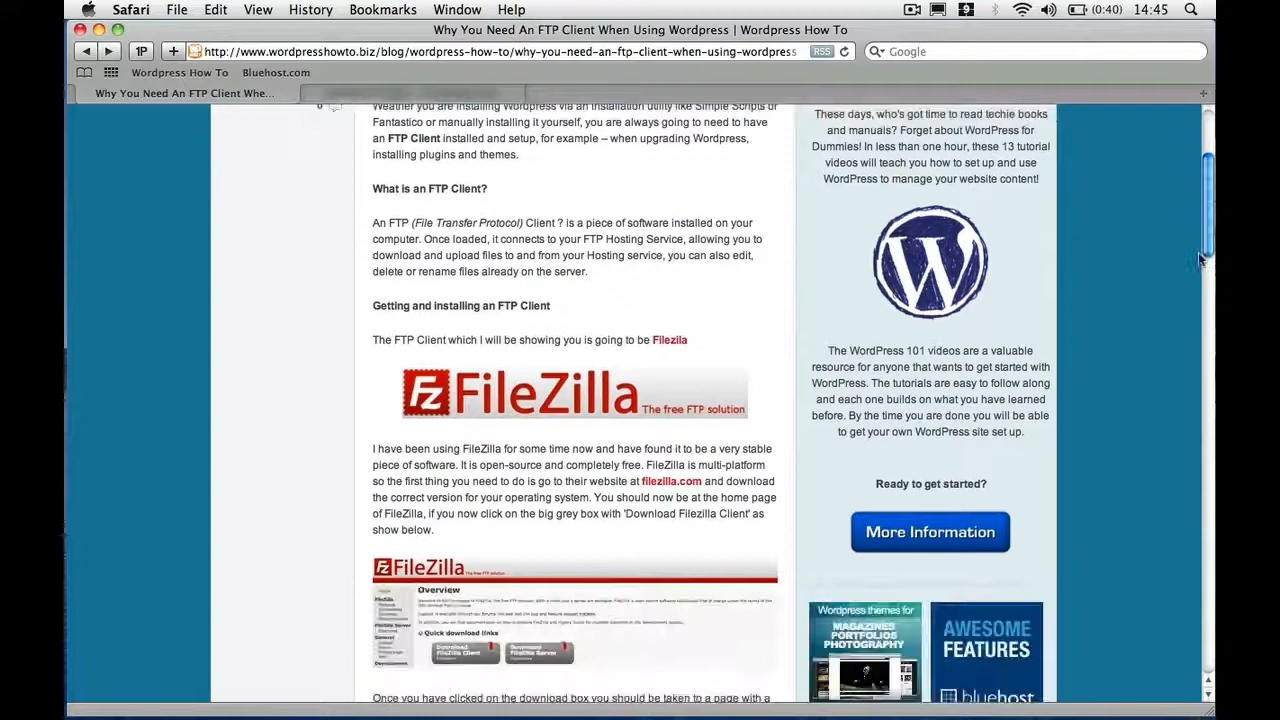 Safari File Edit View History Bookmarks Window Help
9
(0:40) 14:45
Why You Need An FTP Client When Using Wordpress | Wordpress How To
1P
http://www.wordpresshowto.biz/blog/wordpress-how-to/why-you-need-an-ftp-client-when-using-wordpress
RSS
Google
Wordpress How To
Bluehost.com
Why You Need An FTP Client Whe...
0
Weather you are installing Wordpress via an installation utility like Simple Scripts or
Fantastico or manually installing it yourself, you are always going to need to have
an FTP Client installed and setup, for example – when upgrading Wordpress,
installing plugins and themes.
What is an FTP Client?
An FTP (File Transfer Protocol) Client ? is a piece of software installed on your
computer. Once loaded, it connects to your FTP Hosting Service, allowing you to
download and upload files to and from your Hosting service, you can also edit,
delete or rename files already on the server.
Getting and installing an FTP Client
The FTP Client which I will be showing you is going to be Filezila
Fz FileZilla The free FTP solution
I have been using FileZilla for some time now and have found it to be a very stable
piece of software. It is open-source and completely free. FileZilla is multi-platform
so the first thing you need to do is go to their website at filezilla.com and download
the correct version for your operating system. You should now be at the home page
of FileZilla, if you now click on the big grey box with 'Download Filezilla Client' as
show below.
FZ FileZilla The free FTP solution
Overview
Quick download links
Download
FileZilla Client
Download
FileZilla Server
Once you have clicked on the download box you should be taken to a page with a
These days, who's got time to read techie books
and manuals? Forget about WordPress for
Dummies! In less than one hour, these 13 tutorial
videos will teach you how to set up and use
WordPress to manage your website content!
W
The WordPress 101 videos are a valuable
resource for anyone that wants to get started with
WordPress. The tutorials are easy to follow along
and each one builds on what you have learned
before. By the time you are done you will be able
to get your own WordPress site set up.
Ready to get started?
More Information
Wordpress themes for
MAGAZINES
PORTFOLIOS
PHOTOGRAPHY
AWESOME
FEATURES
bluehost